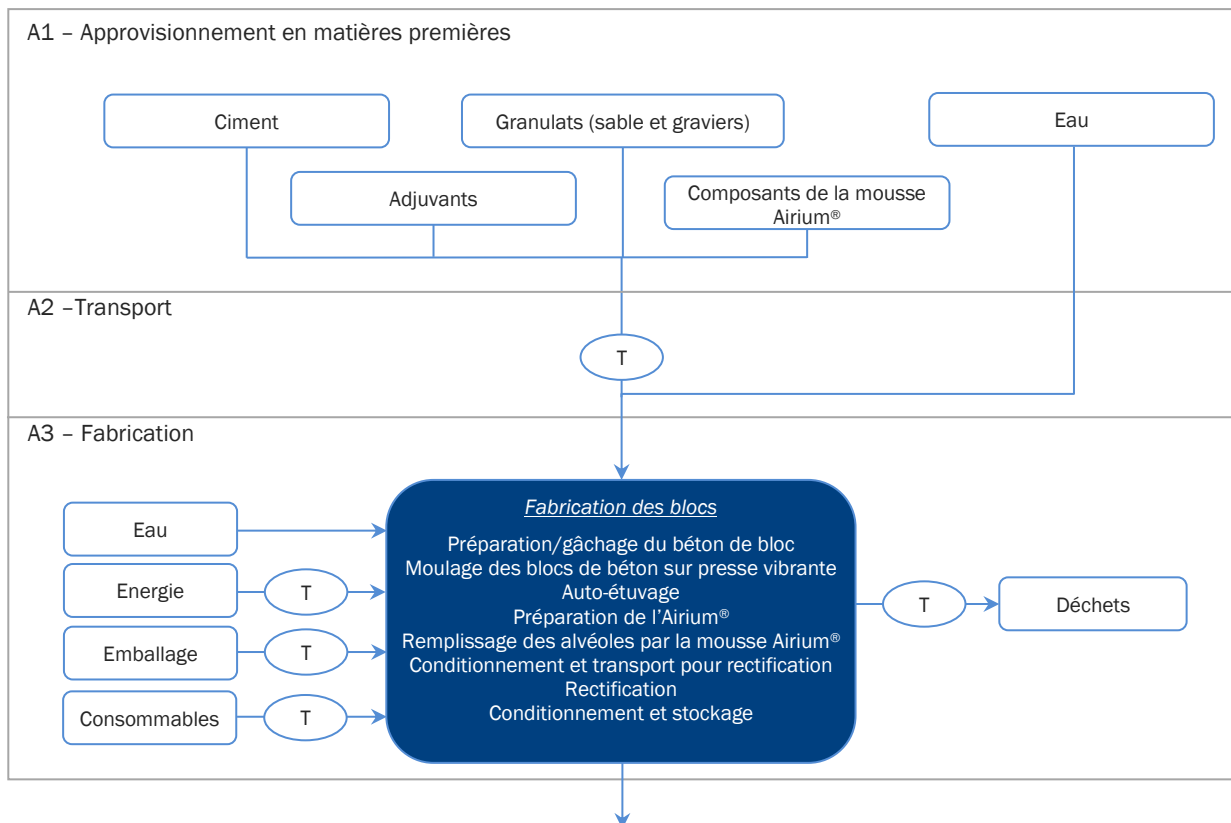 A1 – Approvisionnement en matières premières
Ciment
Granulats (sable et graviers)
Eau
Adjuvants
Composants de la mousse
Airium®
A2 –Transport
T
A3 – Fabrication
Fabrication des blocs
Préparation/gâchage du béton de bloc
Moulage des blocs de béton sur presse vibrante
Auto-étuvage
Préparation de l'Airium®
Remplissage des alvéoles par la mousse Airium®
Conditionnement et transport pour rectification
Rectification
Conditionnement et stockage
Eau
Energie
T
Emballage
T
Consommables
T
T
Déchets